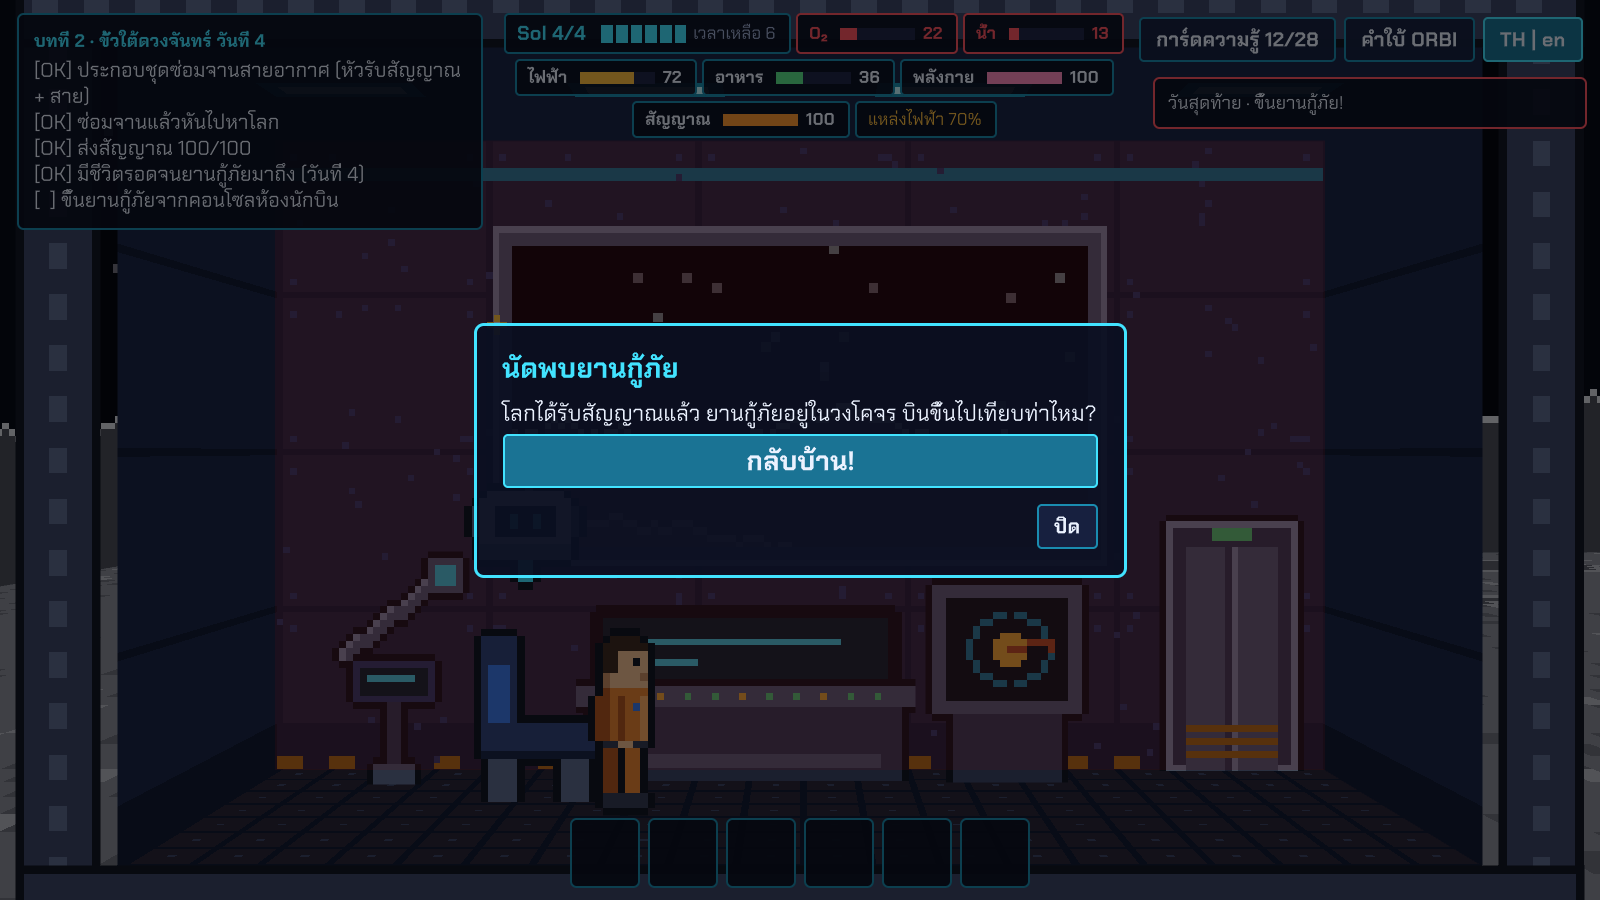 บทที่ 2 · ขั้วใต้ดวงจันทร์ วันที่ 4
[OK] ประกอบชุดซ่อมจานสายอากาศ (หัวรับสัญญาณ
+ สาย)
[OK] ซ่อมจานแล้วหันไปหาโลก
[OK] ส่งสัญญาณ 100/100
[OK] มีชีวิตรอดจนยานกู้ภัยมาถึง (วันที่ 4)
[ ] ขึ้นยานกู้ภัยจากคอนโซลห้องนักบิน
Sol 4/4 เวลาเหลือ 6
O₂ 22
น้ำ 13
ไฟฟ้า 72
อาหาร 36
พลังกาย 100
สัญญาณ 100
แหล่งไฟฟ้า 70%
การ์ดความรู้ 12/28
คำใบ้ ORBI
TH | en
วันสุดท้าย · ขึ้นยานกู้ภัย!
นัดพบยานกู้ภัย
โลกได้รับสัญญาณแล้ว ยานกู้ภัยอยู่ในวงโคจร บินขึ้นไปเทียบท่าไหม?
กลับบ้าน!
ปิด